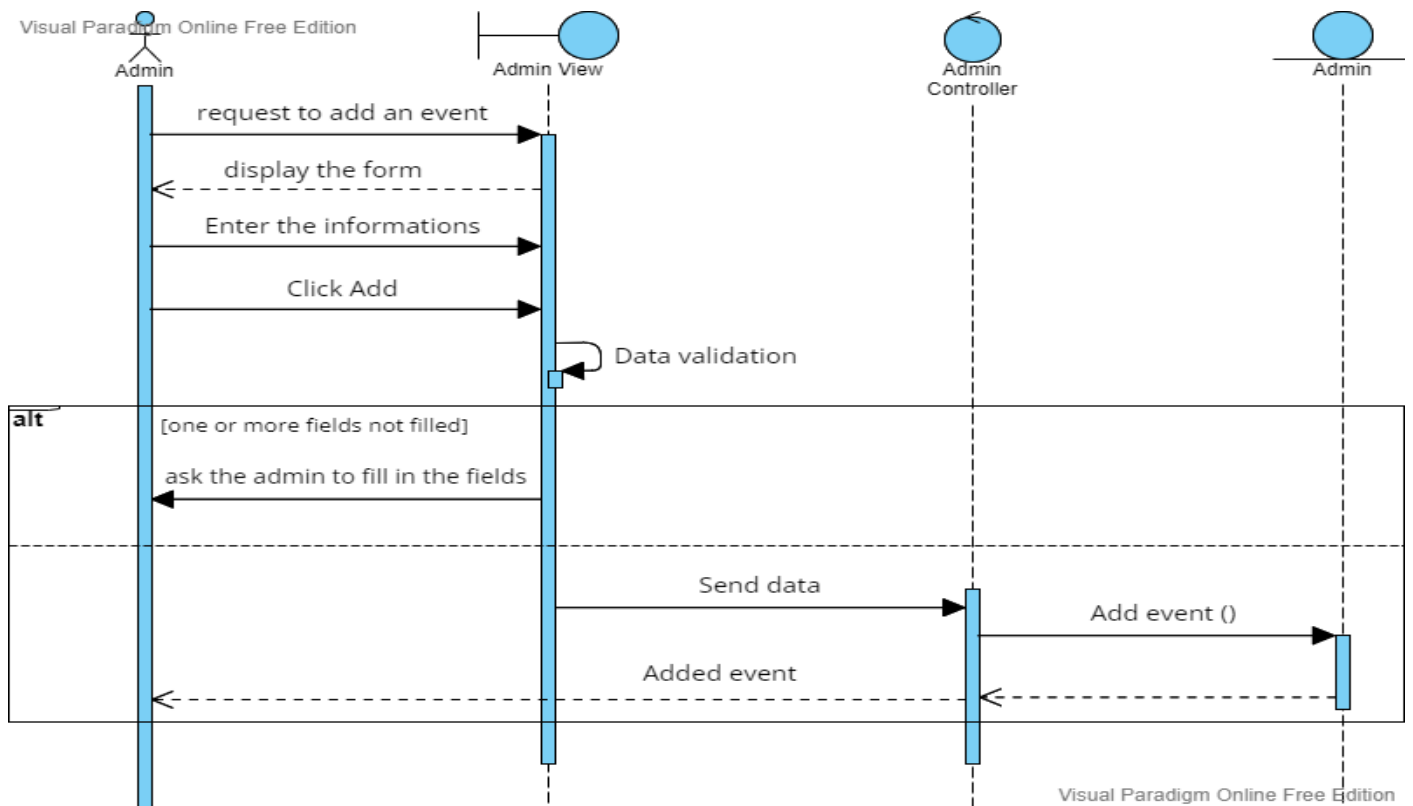 Visual Paradigm Online Free Edition
Admin
Admin View
Admin
Controller
Admin
request to add an event
display the form
Enter the informations
Click Add
Data validation
alt
[one or more fields not filled]
ask the admin to fill in the fields
Send data
Add event ()
Added event
Visual Paradigm Online Free Edition